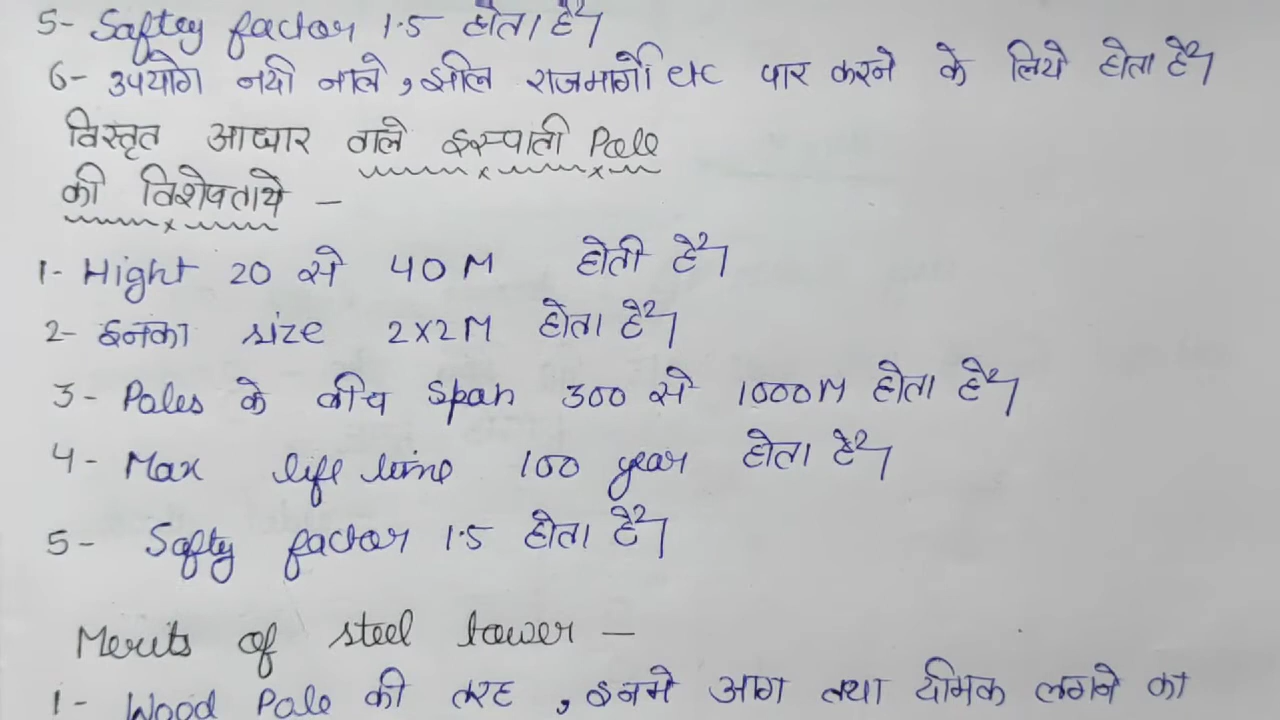 5- Saftey factor 1.5 होता है
6- उपयोग नदी नाले, झील राजमार्गो etc पार करने के लिये होता है
विस्तृत आधार वाले इस्पाती Pole
की विशेषताये -
1- Hight 20 से 40 M होती है
2- इनका size 2x2M होता है
3- Poles के बीच span 300 से 1000M होता है
4- Max life time 100 year होता है
5- Safty factor 1.5 होता है
Merits of steel tower -
1- Wood Pole की तरह, इनमे आग तथा दीमक लगने का